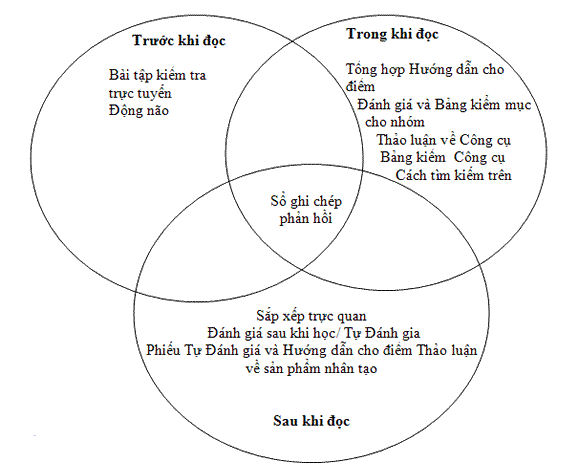 Trước khi đọc
Bài tập kiểm tra
trực tuyến
Động não
Trong khi đọc
Tổng hợp Hướng dẫn cho
điểm
Đánh giá và Bảng kiểm mục
cho nhóm
Thảo luận về Công cụ
Bảng kiểm Công cụ
Cách tìm kiếm trên
Sổ ghi chép
phản hồi
Sắp xếp trực quan
Đánh giá sau khi học/ Tự Đánh gia
Phiếu Tự Đánh giá và Hướng dẫn cho điểm Thảo luận
về sản phẩm nhân tạo
Sau khi đọc